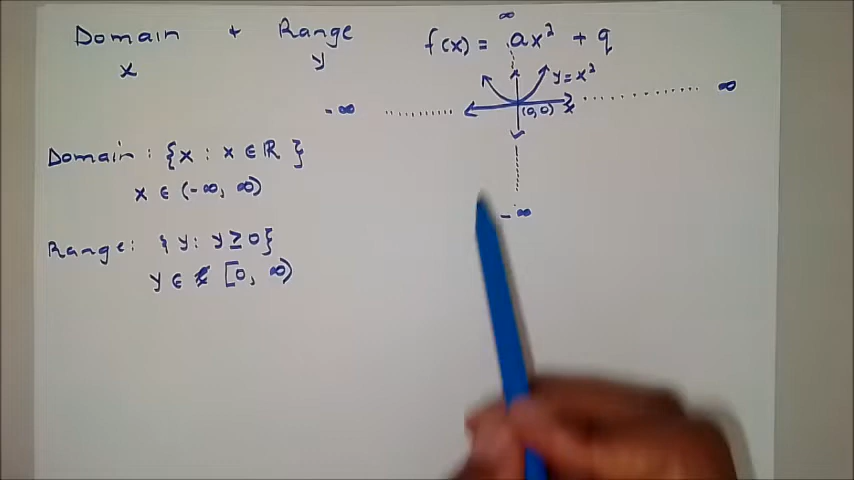 Domain + Range
x y
f(x) = ax² + q
∞
y = x²
-∞ ∞
(0,0) x
-∞
Domain : {x : x ∈ ℝ }
x ∈ (-∞, ∞)
Range: {y: y ≥ 0}
y ∈ [0, ∞)